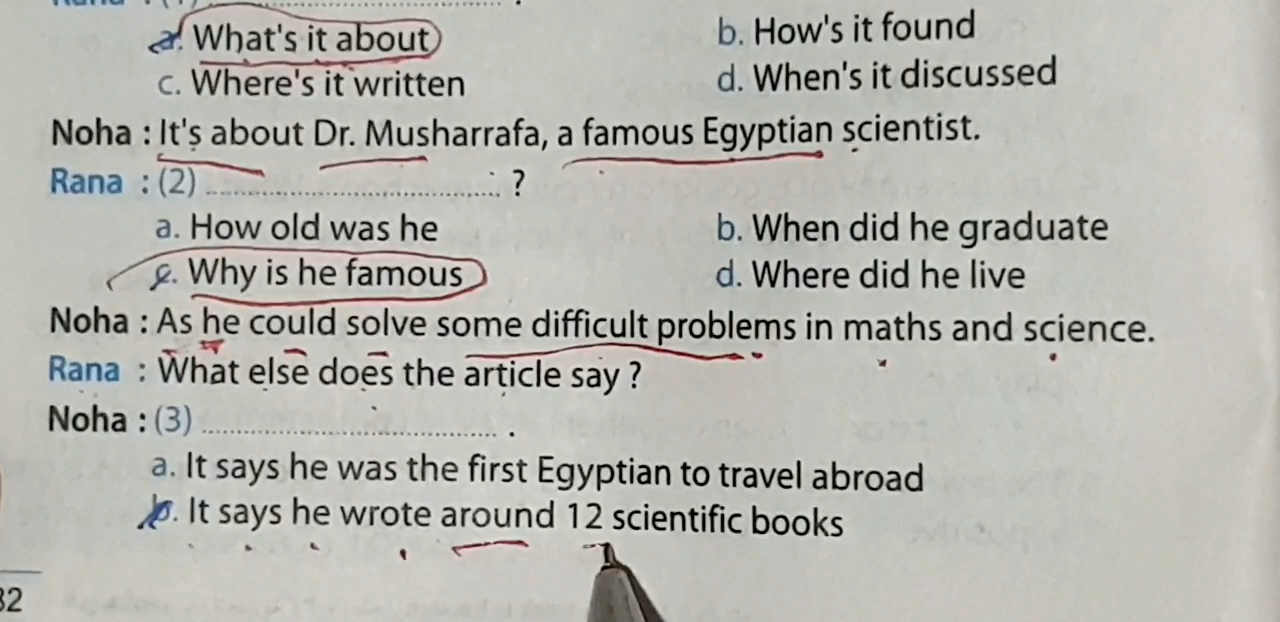 a. What's it about b. How's it found
c. Where's it written d. When's it discussed
Noha : It's about Dr. Musharrafa, a famous Egyptian scientist.
Rana : (2) .................................... ?
a. How old was he b. When did he graduate
c. Why is he famous d. Where did he live
Noha : As he could solve some difficult problems in maths and science.
Rana : What else does the article say ?
Noha : (3) .................................... .
a. It says he was the first Egyptian to travel abroad
b. It says he wrote around 12 scientific books